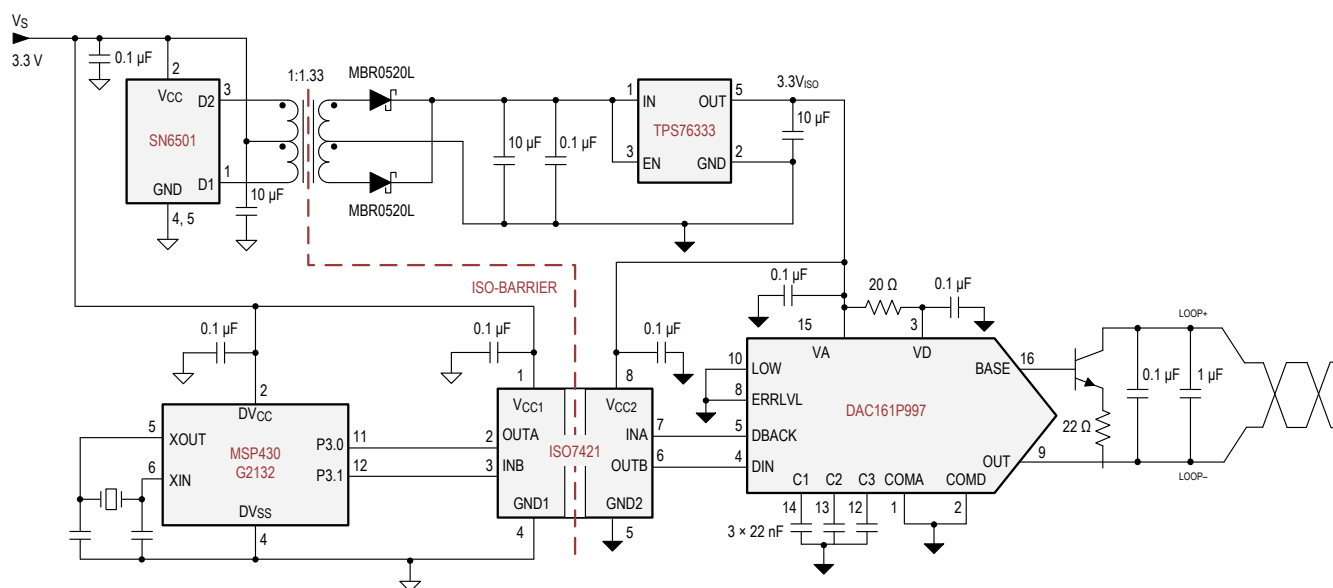 VS
3.3 V
0.1 µF
2
VCC
D2
3
SN6501
D1
1
GND
4, 5
10 µF
1:1.33
MBR0520L
MBR0520L
10 µF
0.1 µF
1
IN
OUT
5
TPS76333
3
EN
GND
2
3.3VISO
10 µF
ISO-BARRIER
0.1 µF
0.1 µF
0.1 µF
0.1 µF
20 Ω
0.1 µF
2
DVCC
5
XOUT
6
XIN
MSP430
G2132
P3.0
11
P3.1
12
DVSS
4
1
8
VCC1
VCC2
2
OUTA
INA
7
ISO7421
3
INB
OUTB
6
GND1
GND2
4
5
15
3
VA
VD
10
LOW
8
ERRLVL
5
DBACK
4
DIN
DAC161P997
BASE
16
OUT
9
C1
C2
C3
COMA
COMD
14
13
12
1
2
3 × 22 nF
22 Ω
0.1 µF
1 µF
LOOP+
LOOP–